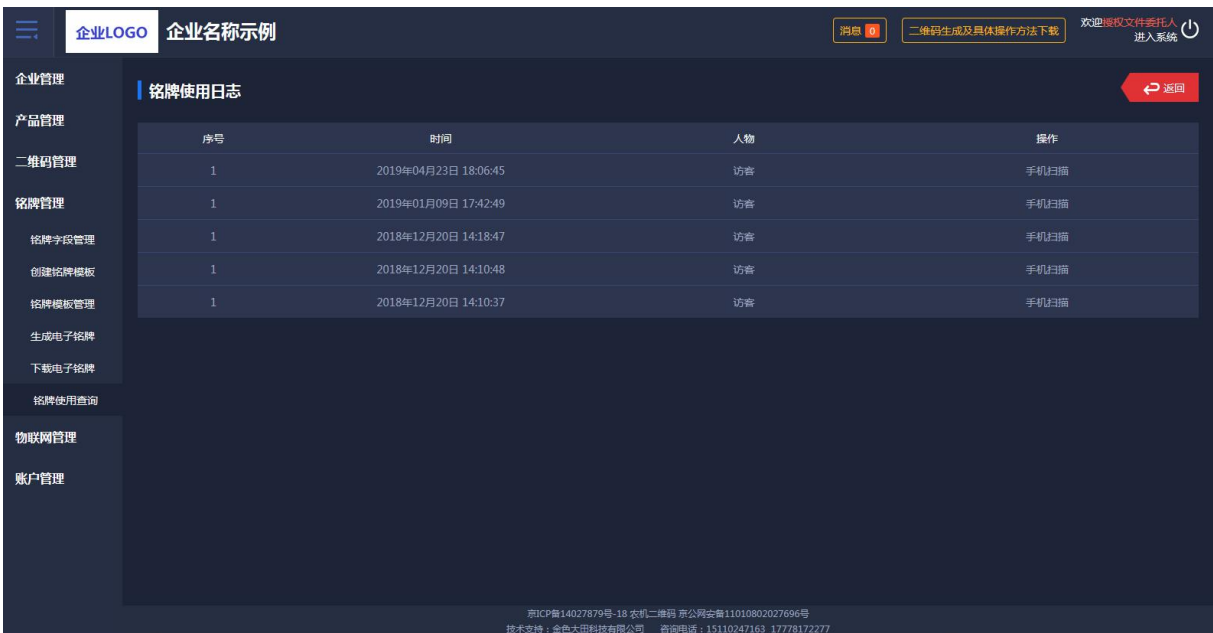 企业LOGO 企业名称示例 消息 0 二维码生成及具体操作方法下载 欢迎授权文件委托人
进入系统
企业管理
产品管理
二维码管理
铭牌管理
铭牌字段管理
创建铭牌模板
铭牌模板管理
生成电子铭牌
下载电子铭牌
铭牌使用查询
物联网管理
账户管理
铭牌使用日志 返回
序号 时间 人物 操作
1 2019年04月23日 18:06:45 访客 手机扫描
1 2019年01月09日 17:42:49 访客 手机扫描
1 2018年12月20日 14:18:47 访客 手机扫描
1 2018年12月20日 14:10:48 访客 手机扫描
1 2018年12月20日 14:10:37 访客 手机扫描
京ICP备14027879号-18 农机二维码 京公网安备11010802027696号
技术支持：金色大田科技有限公司 咨询电话：15110247163 17778172277